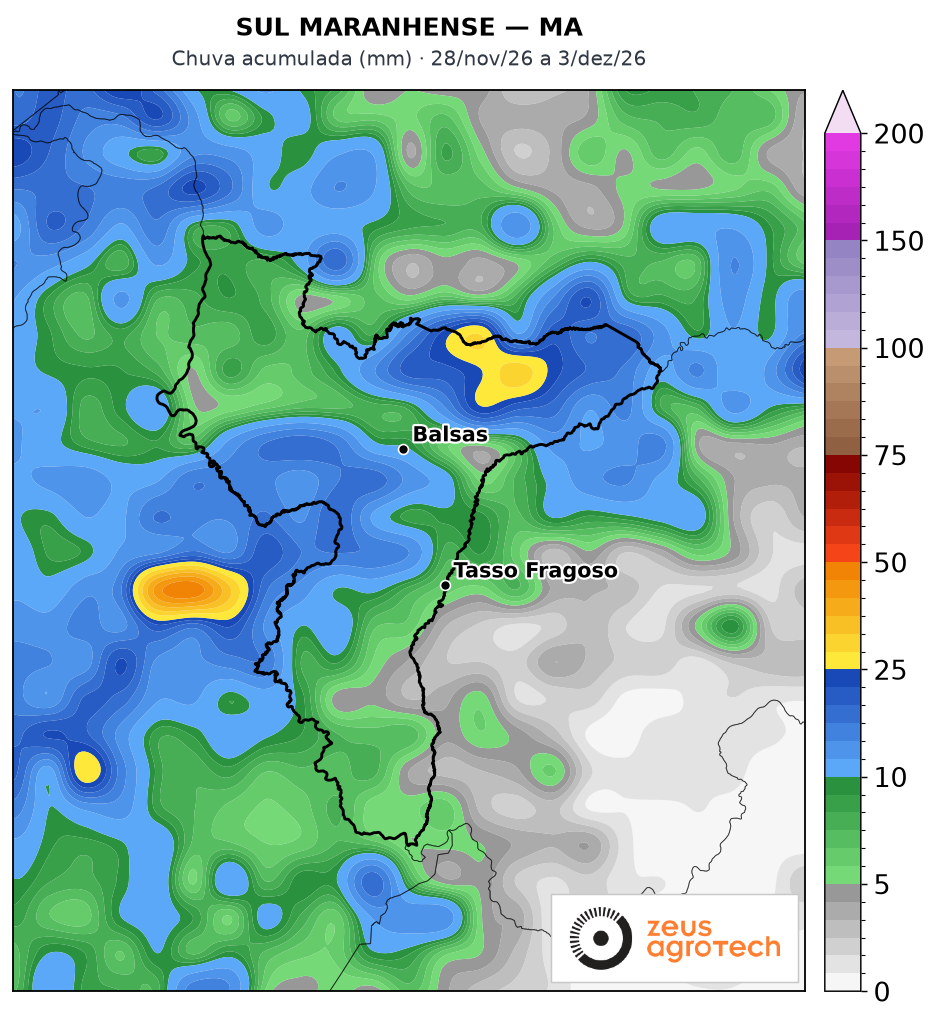 SUL MARANHENSE — MA
Chuva acumulada (mm) · 28/nov/26 a 3/dez/26
200
150
100
75
50
25
10
5
0
Balsas
Tasso Fragoso
zeus
agrotech